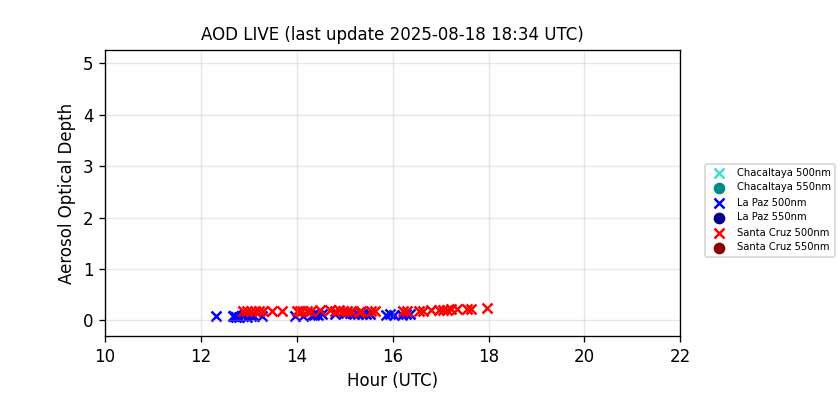 AOD LIVE (last update 2025-08-18 18:34 UTC)
Aerosol Optical Depth
5
4
3
2
1
0
10 12 14 16 18 20 22
Hour (UTC)
Chacaltaya 500nm
Chacaltaya 550nm
La Paz 500nm
La Paz 550nm
Santa Cruz 500nm
Santa Cruz 550nm